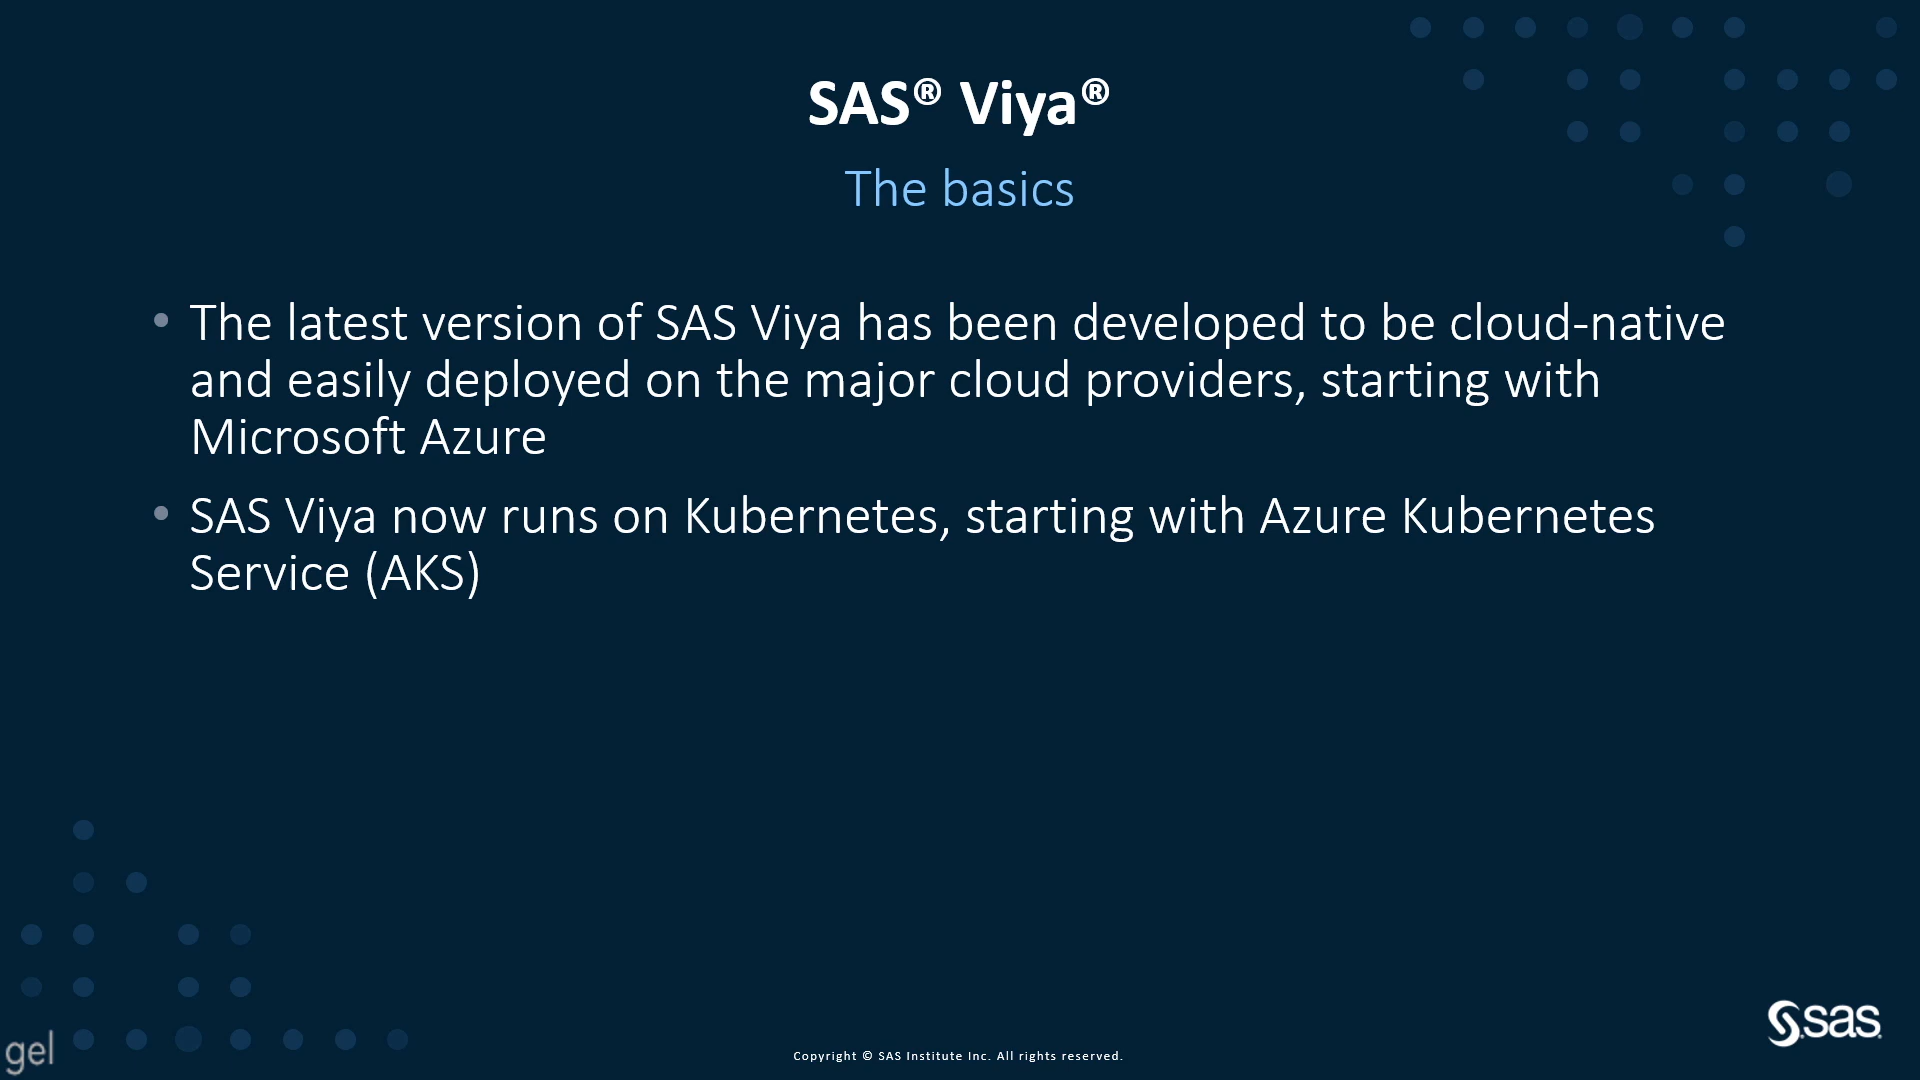 SAS® Viya®
The basics
• The latest version of SAS Viya has been developed to be cloud-native
and easily deployed on the major cloud providers, starting with
Microsoft Azure
• SAS Viya now runs on Kubernetes, starting with Azure Kubernetes
Service (AKS)
gel
Copyright © SAS Institute Inc. All rights reserved.
sas